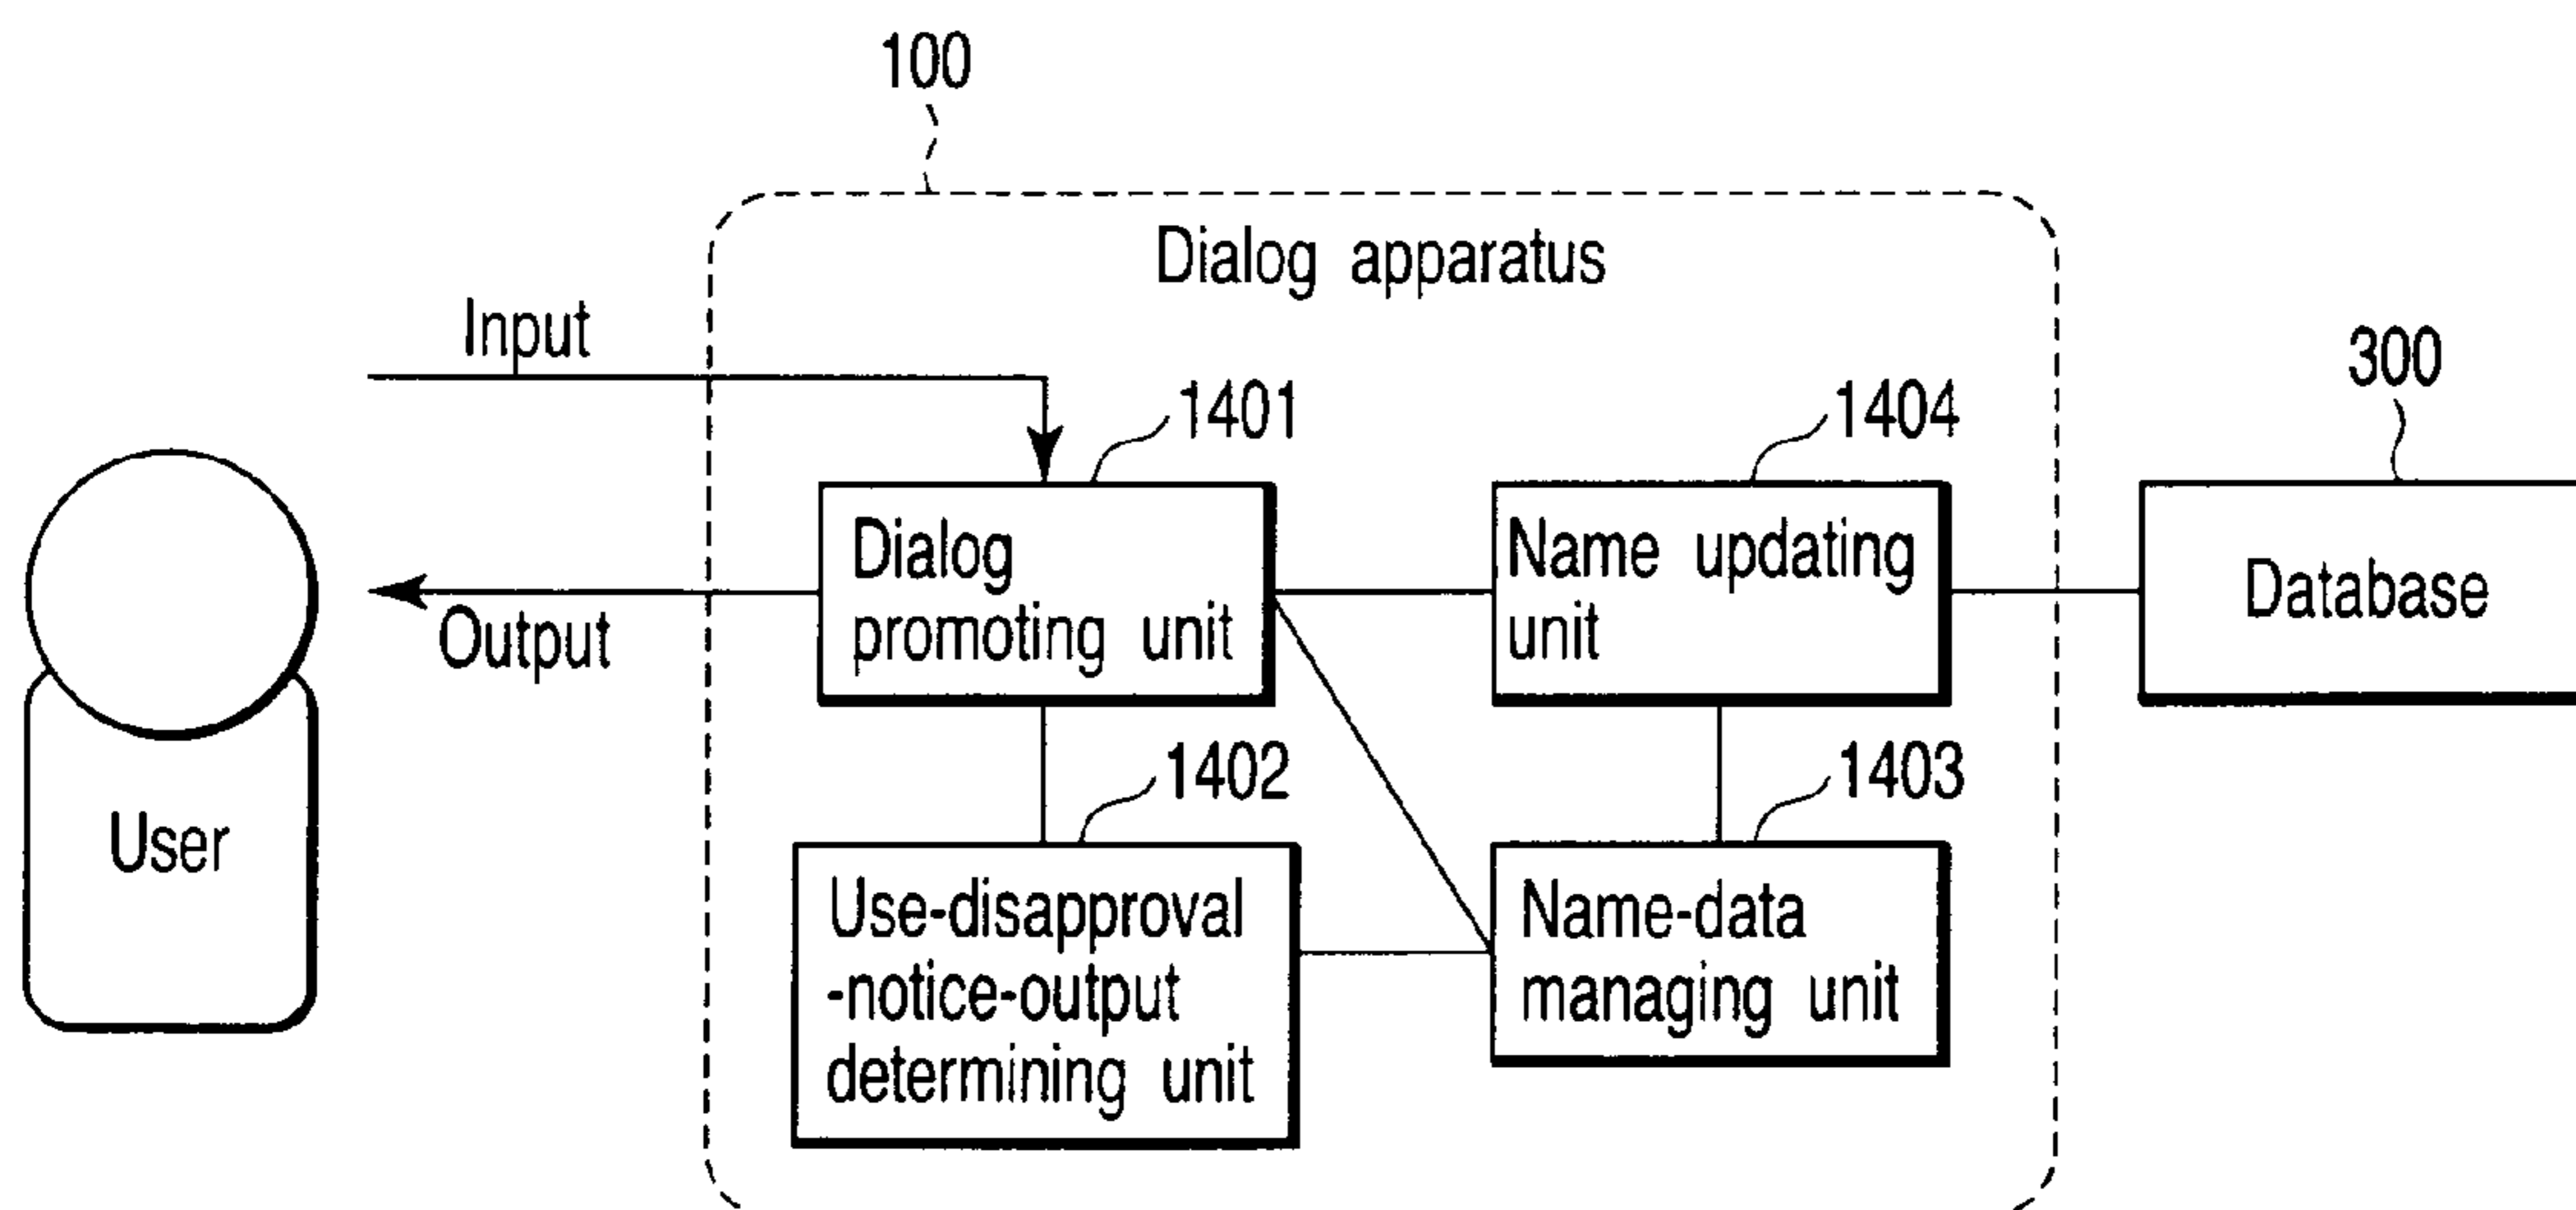 100
Dialog apparatus
Input
300
1401
1404
Dialog
promoting unit
Name updating
unit
Database
Output
1402
1403
User
Use-disapproval
-notice-output
determining unit
Name-data
managing unit